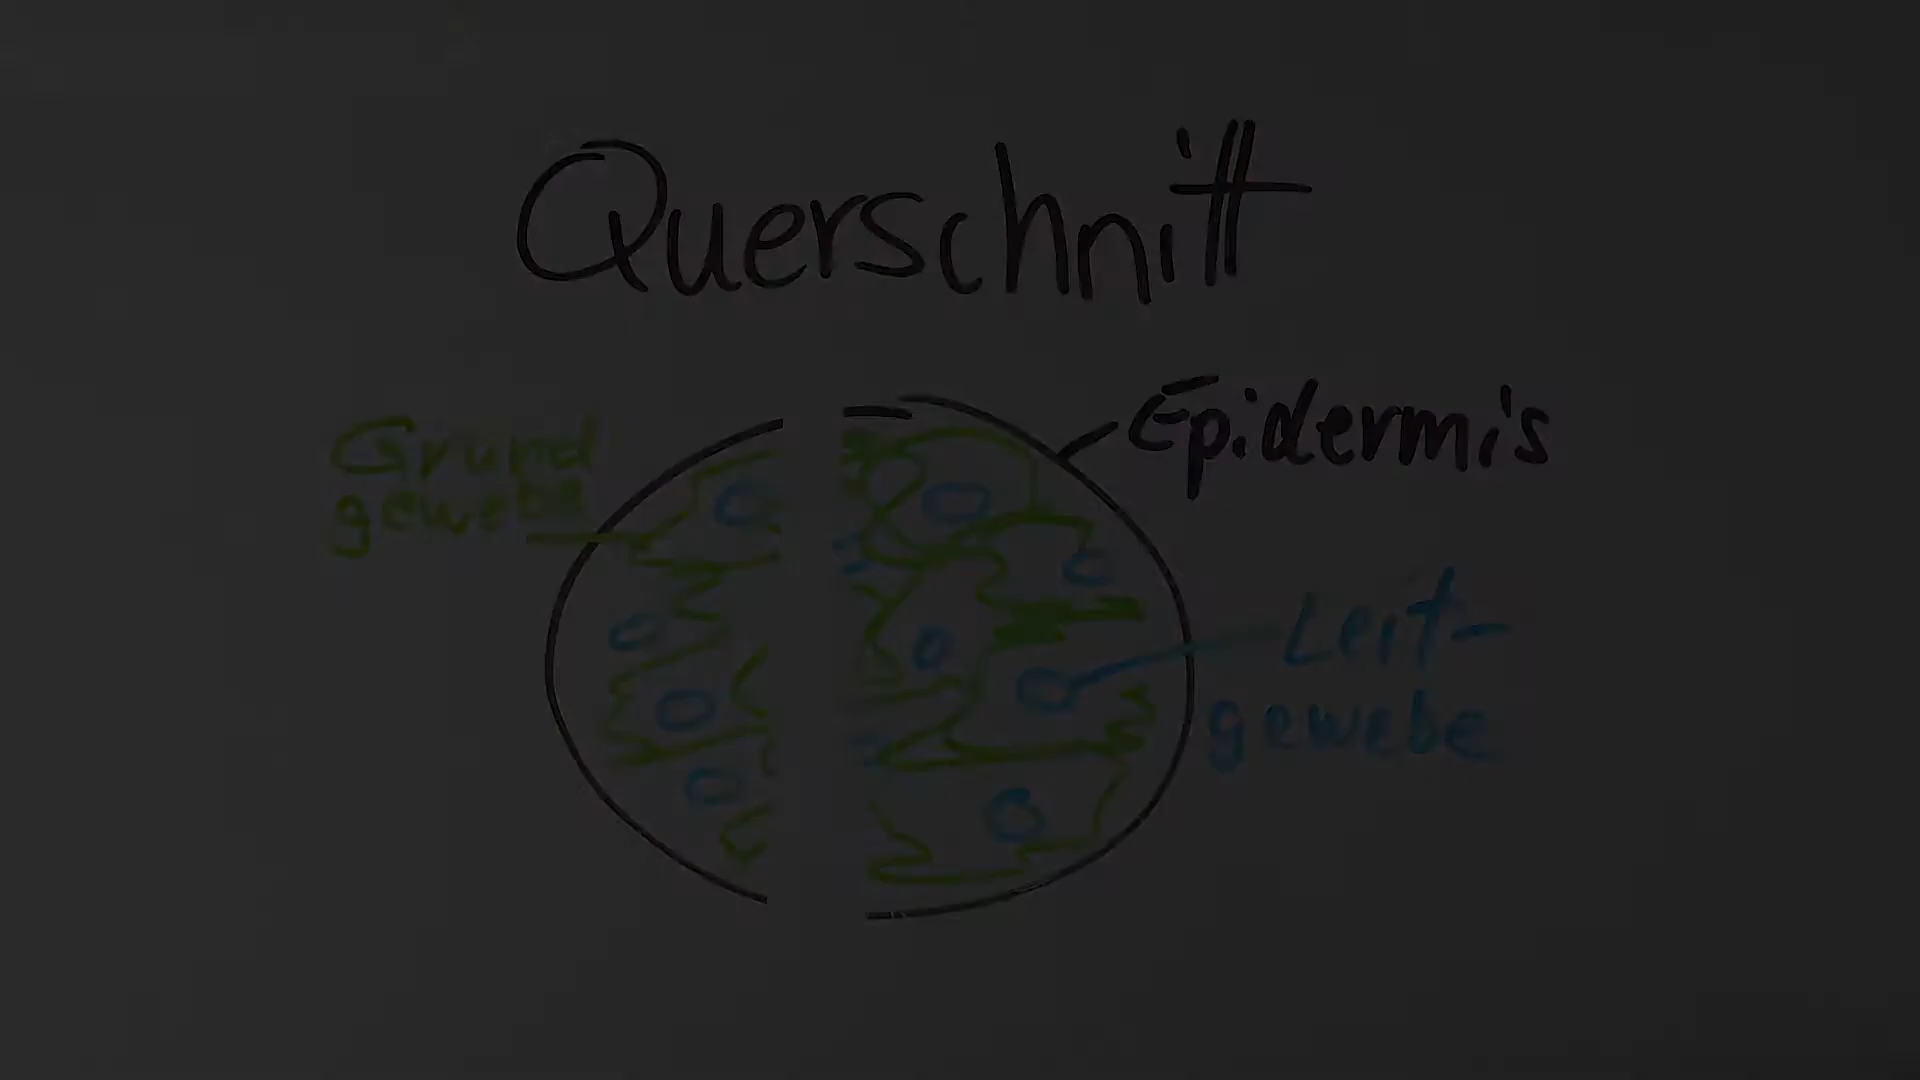 Querschnitt
Grund
gewebe
Epidermis
Leit-
gewebe